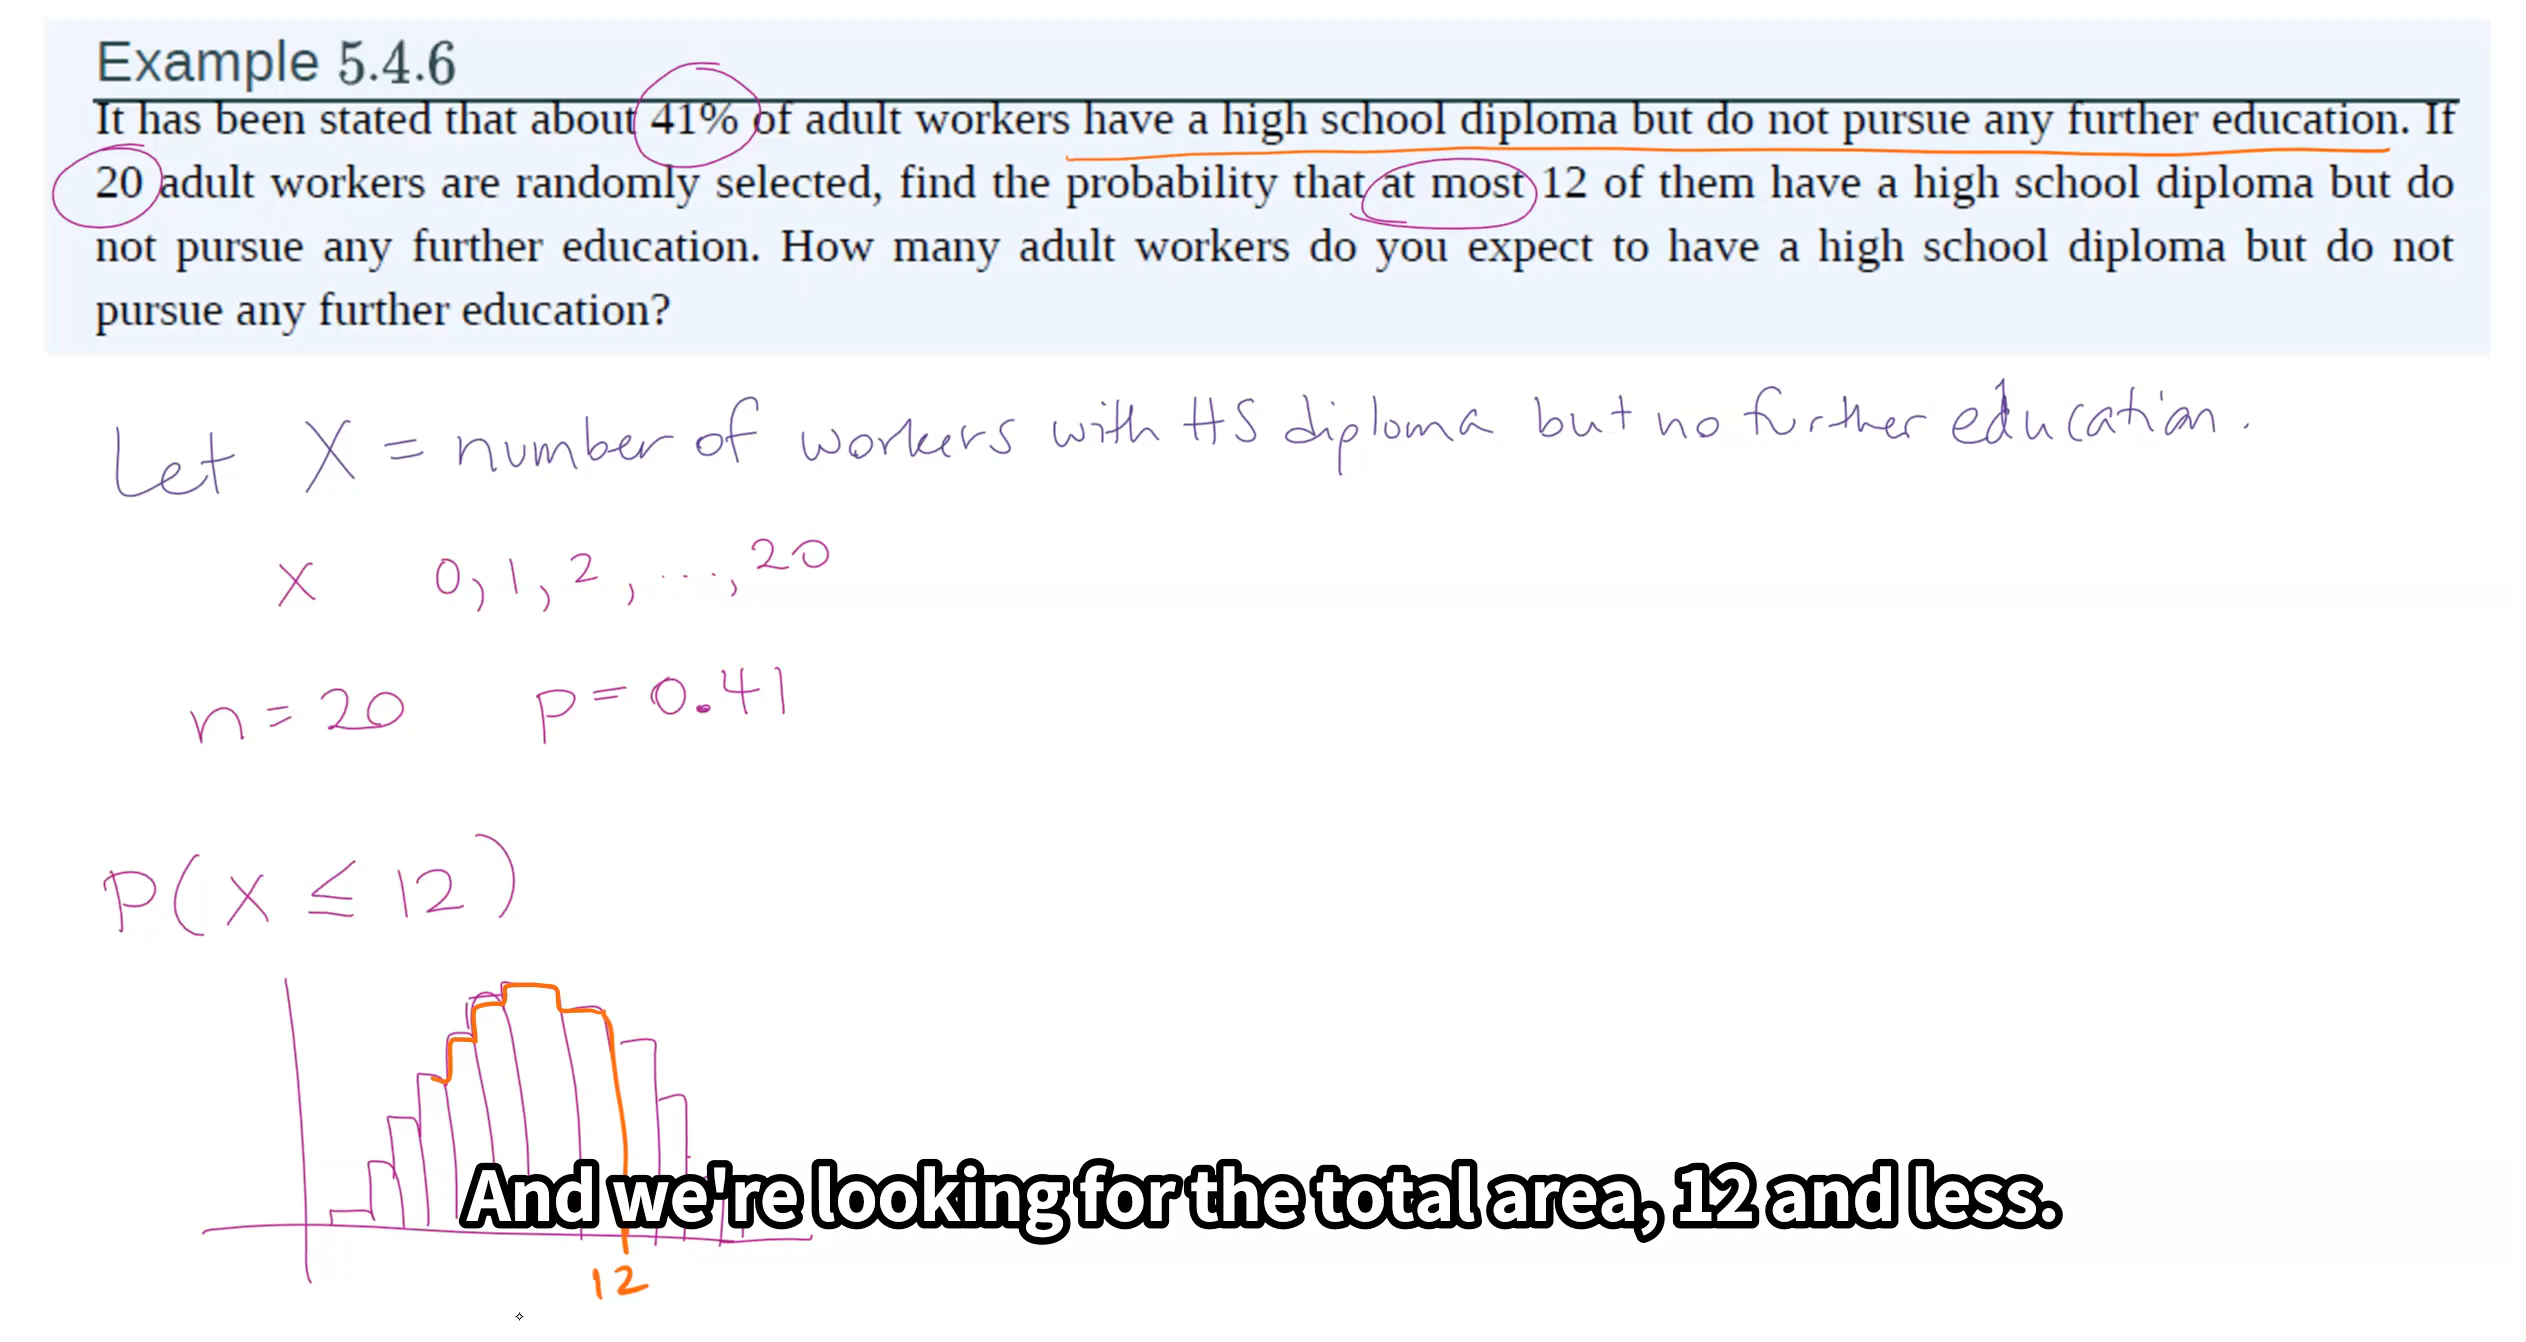 Example 5.4.6
It has been stated that about 41% of adult workers have a high school diploma but do not pursue any further education. If
20 adult workers are randomly selected, find the probability that at most 12 of them have a high school diploma but do
not pursue any further education. How many adult workers do you expect to have a high school diploma but do not
pursue any further education?
Let X = number of workers with HS diploma but no further education.
X 0, 1, 2, ..., 20
n = 20 p = 0.41
P(X ≤ 12)
And we're looking for the total area, 12 and less.
12